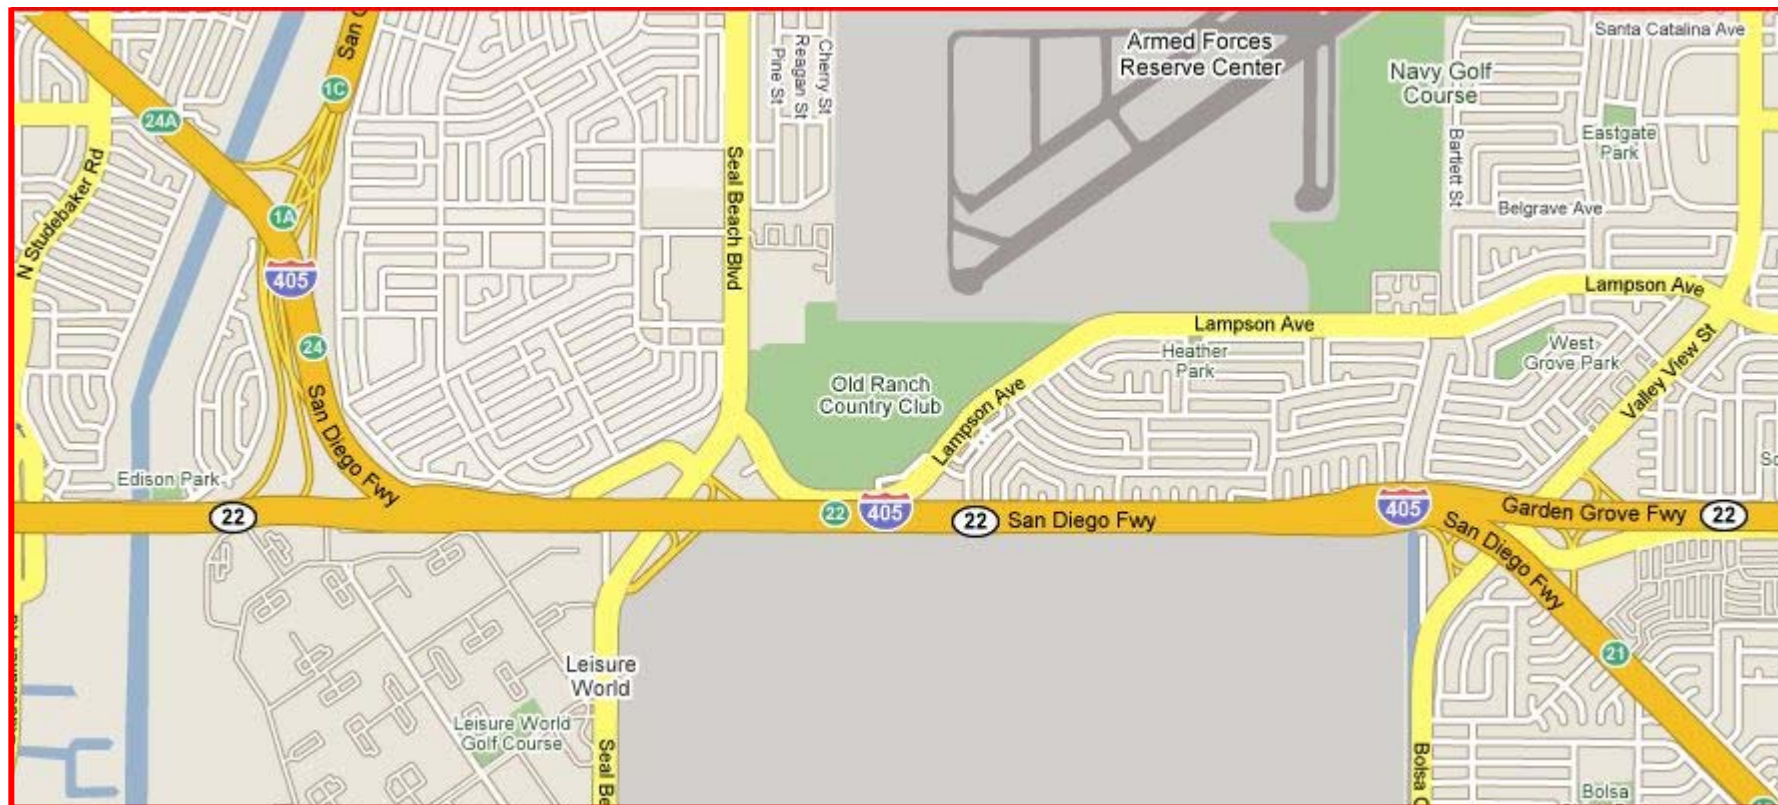 San
Santa Catalina Ave
Armed Forces
Reserve Center
Cherry St
Reagan St
Pine St
Navy Golf
Course
1C
24A
Eastgate
Park
Bartlett St
N Studebaker Rd
Seal Beach Blvd
1A
Belgrave Ave
405
Lampson Ave
Lampson Ave
24
West
Grove Park
Heather
Park
Valley View St
Old Ranch
Country Club
Lampson Ave
San Diego Fwy
Edison Park
22
22
405
22
San Diego Fwy
405
Garden Grove Fwy
22
San Diego Fwy
21
Leisure
World
Leisure World
Golf Course
Seal Be
Bolsa
Bolsa